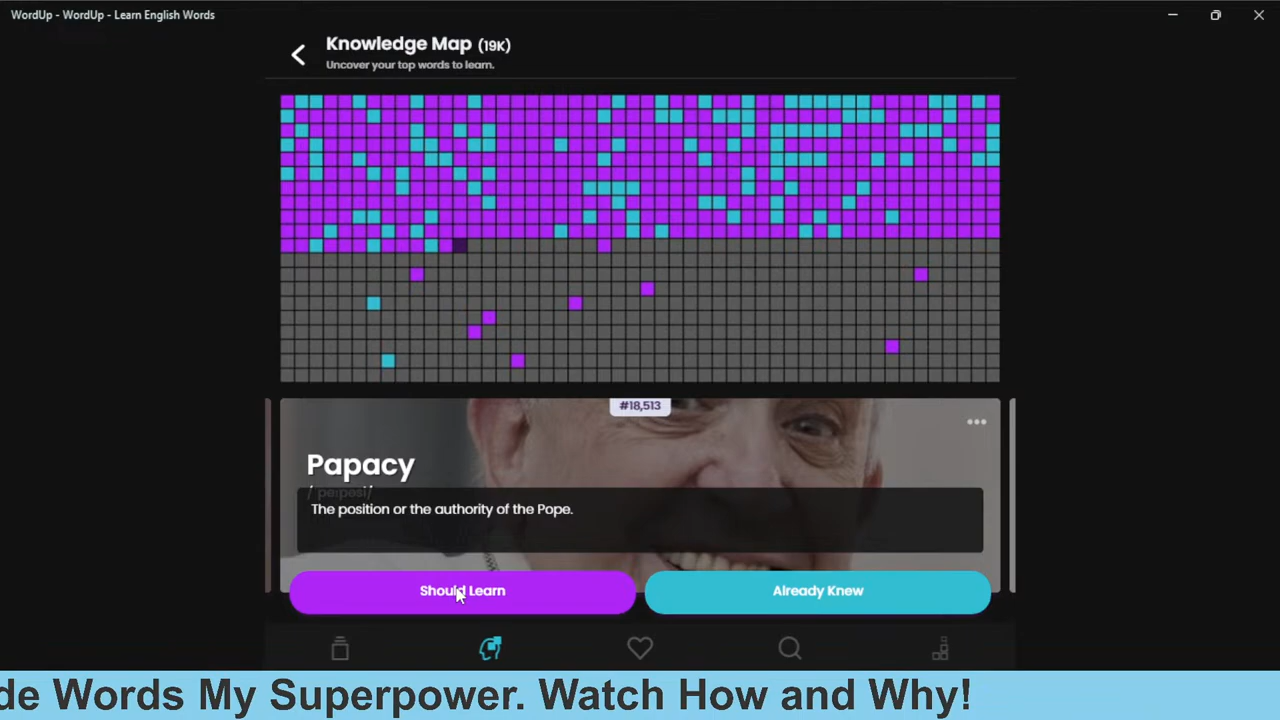 WordUp - WordUp - Learn English Words
Knowledge Map (19K)
Uncover your top words to learn.
#18,513
Papacy
/ˈpeɪpəsi/
The position or the authority of the Pope.
Should Learn
Already Knew
de Words My Superpower. Watch How and Why!